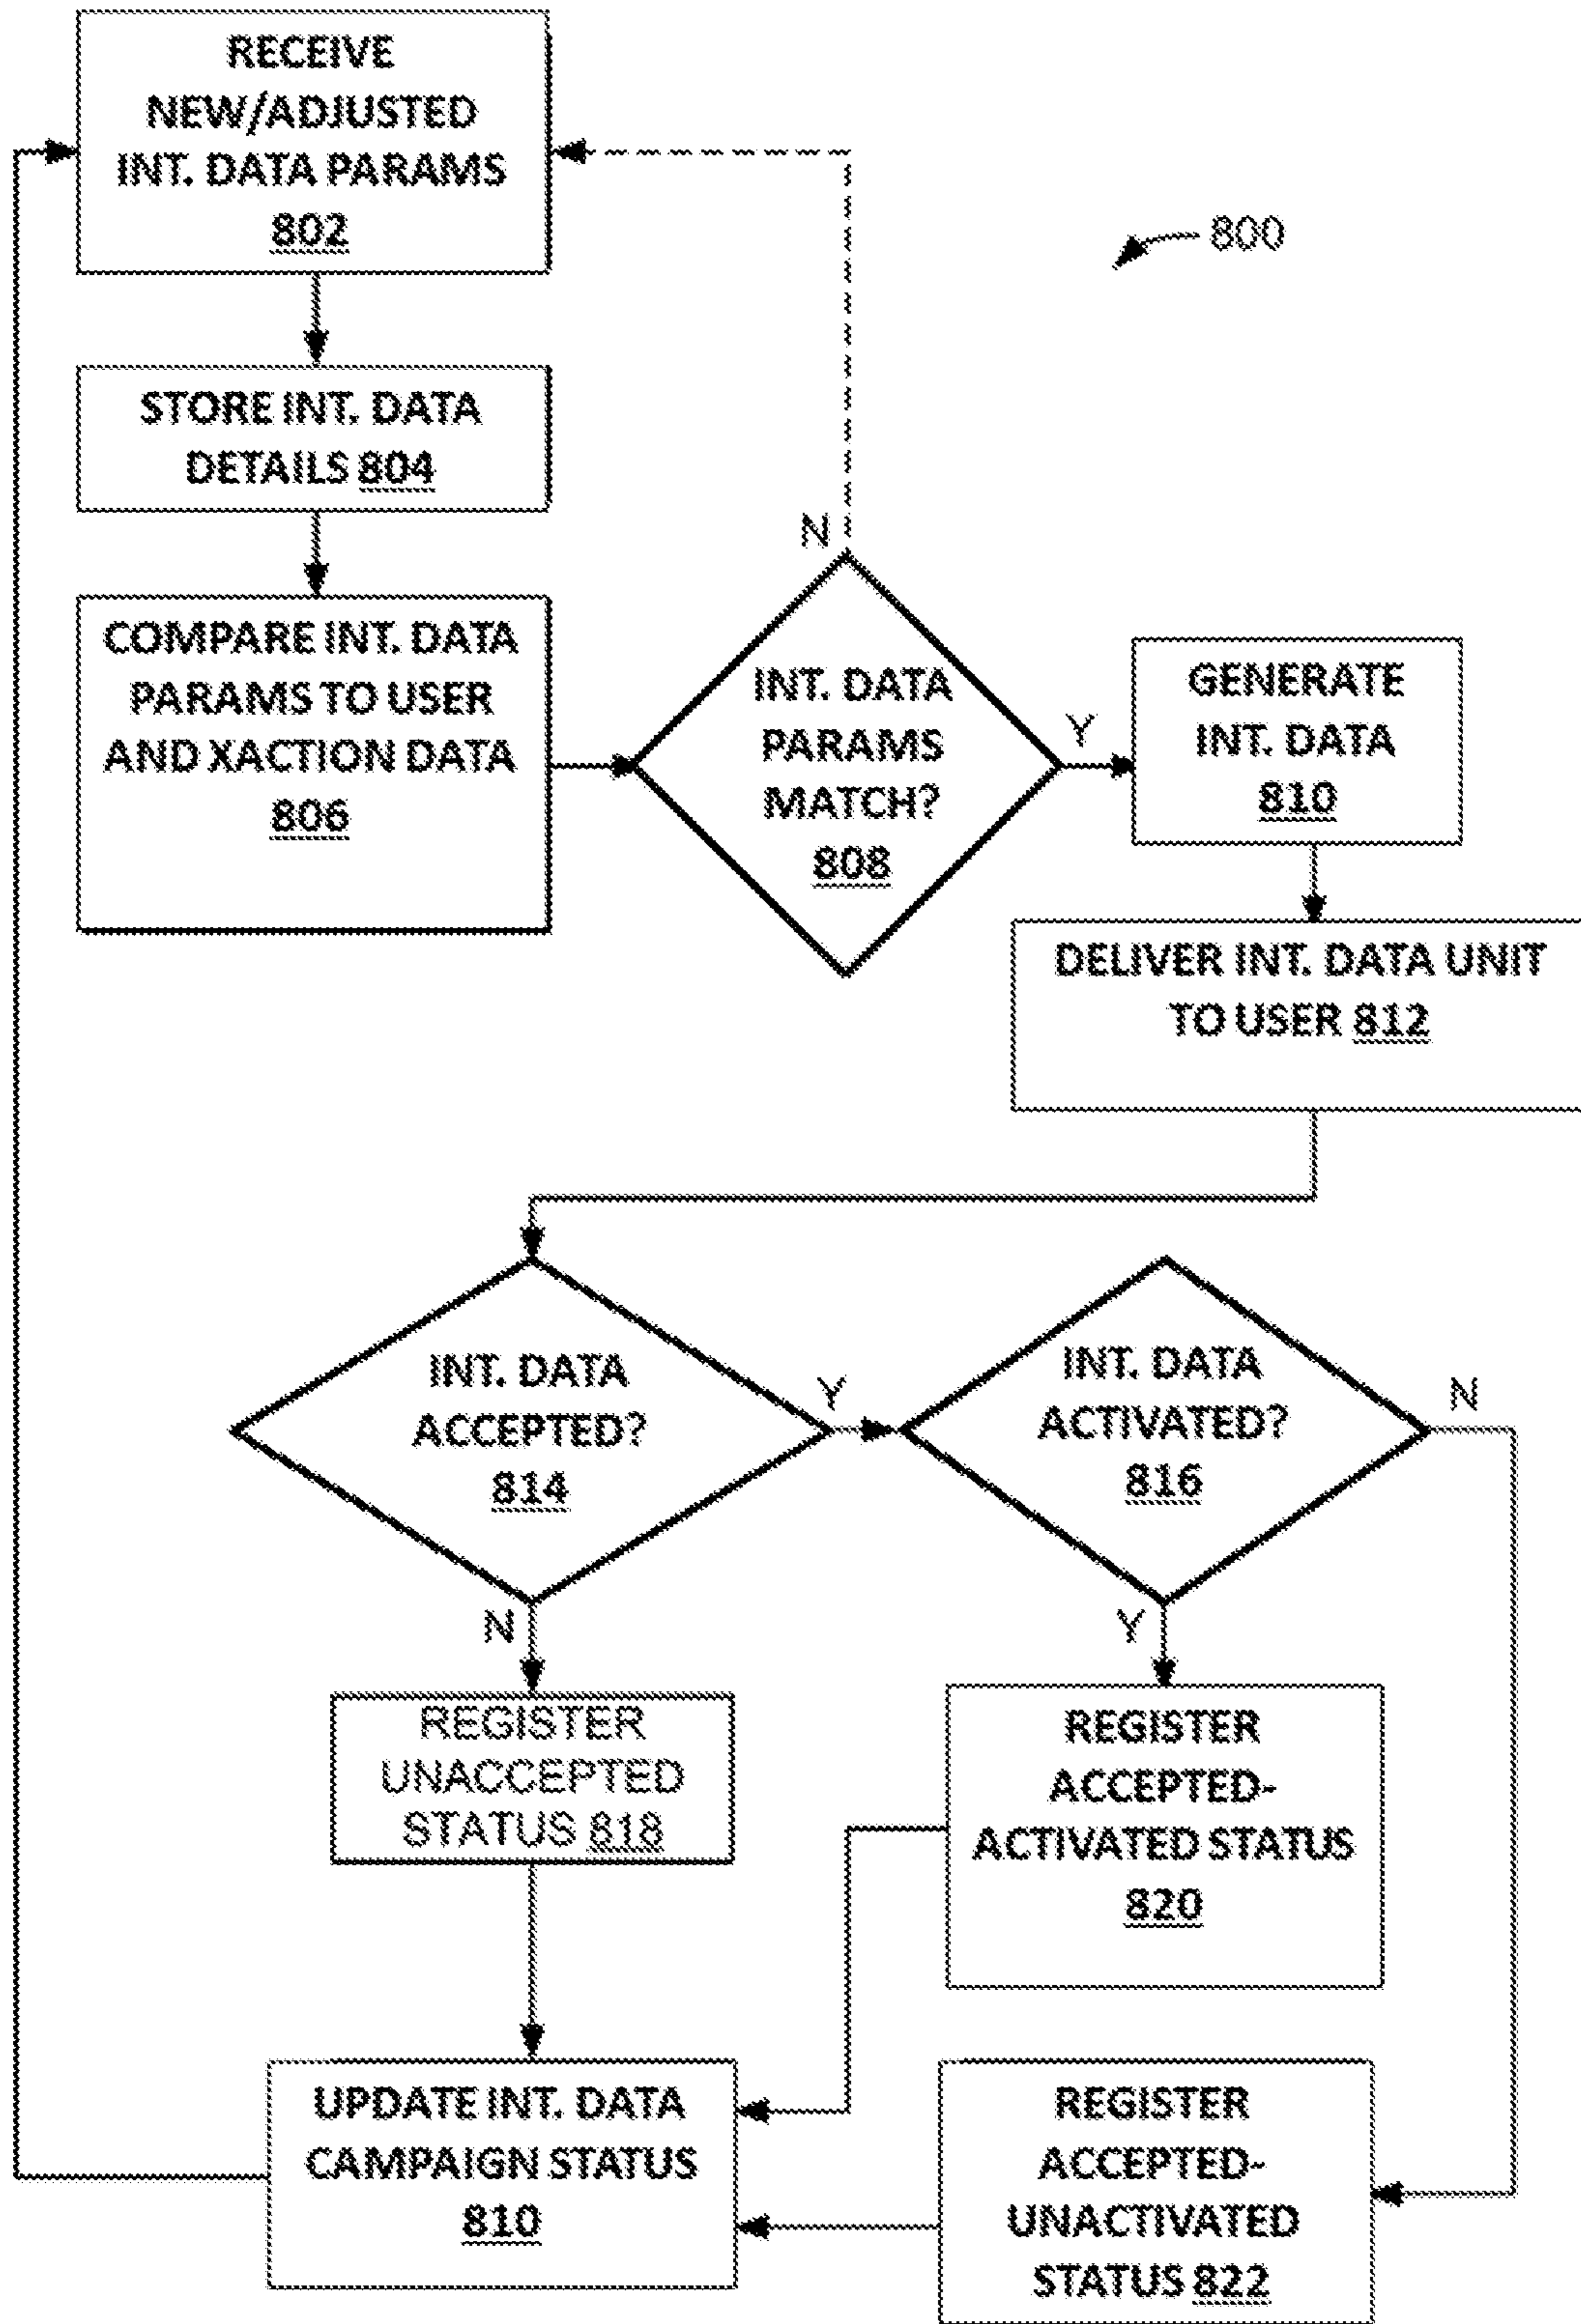 RECEIVE
NEW/ADJUSTED
INT. DATA PARAMS
802
800
STORE INT. DATA
DETAILS 804
N
COMPARE INT. DATA
PARAMS TO USER
AND XACTION DATA
806
INT. DATA
PARAMS
MATCH?
808
Y
GENERATE
INT. DATA
810
DELIVER INT. DATA UNIT
TO USER 812
INT. DATA
ACCEPTED?
814
Y
INT. DATA
ACTIVATED?
816
N
N
Y
REGISTER
UNACCEPTED
STATUS 818
REGISTER
ACCEPTED-
ACTIVATED STATUS
820
UPDATE INT. DATA
CAMPAIGN STATUS
810
REGISTER
ACCEPTED-
UNACTIVATED
STATUS 822